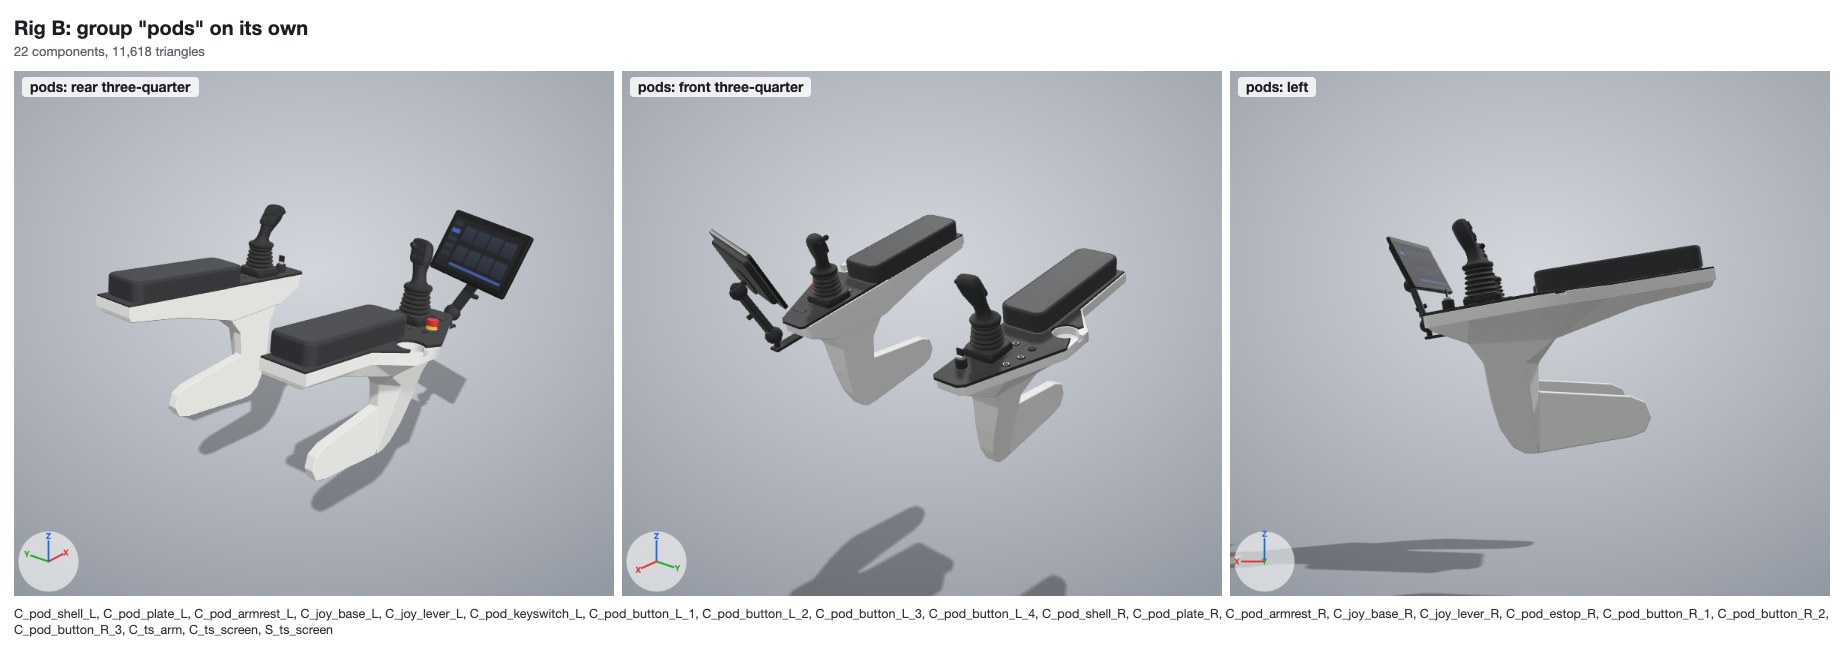 Rig B: group "pods" on its own
22 components, 11,618 triangles
pods: rear three-quarter
pods: front three-quarter
pods: left
Z
Y
X
Z
X
Y
Z
X
Y
C_pod_shell_L, C_pod_plate_L, C_pod_armrest_L, C_joy_base_L, C_joy_lever_L, C_pod_keyswitch_L, C_pod_button_L_1, C_pod_button_L_2, C_pod_button_L_3, C_pod_button_L_4, C_pod_shell_R, C_pod_plate_R, C_pod_armrest_R, C_joy_base_R, C_joy_lever_R, C_pod_estop_R, C_pod_button_R_1, C_pod_button_R_2,
C_pod_button_R_3, C_ts_arm, C_ts_screen, S_ts_screen